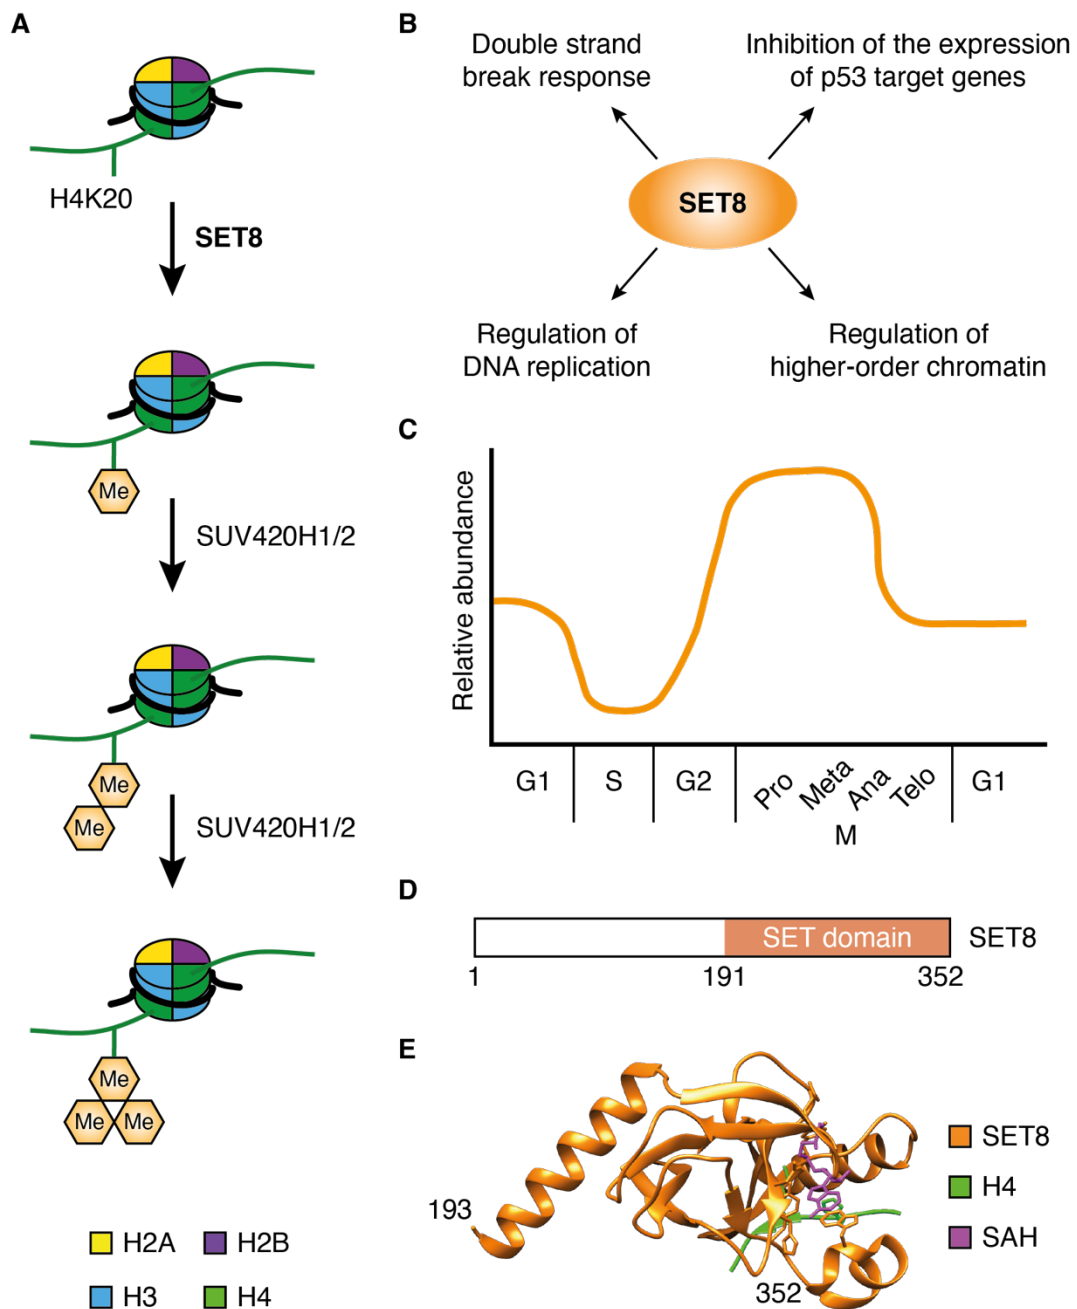 A
H4K20
SET8
Me
SUV420H1/2
Me
Me
SUV420H1/2
Me
Me
Me
H2A
H2B
H3
H4
B
Double strand
break response
Inhibition of the expression
of p53 target genes
SET8
Regulation of
DNA replication
Regulation of
higher-order chromatin
C
Relative abundance
G1
S
G2
Pro
Meta
Ana
Telo
G1
M
D
SET domain
SET8
1
191
352
E
193
352
SET8
H4
SAH